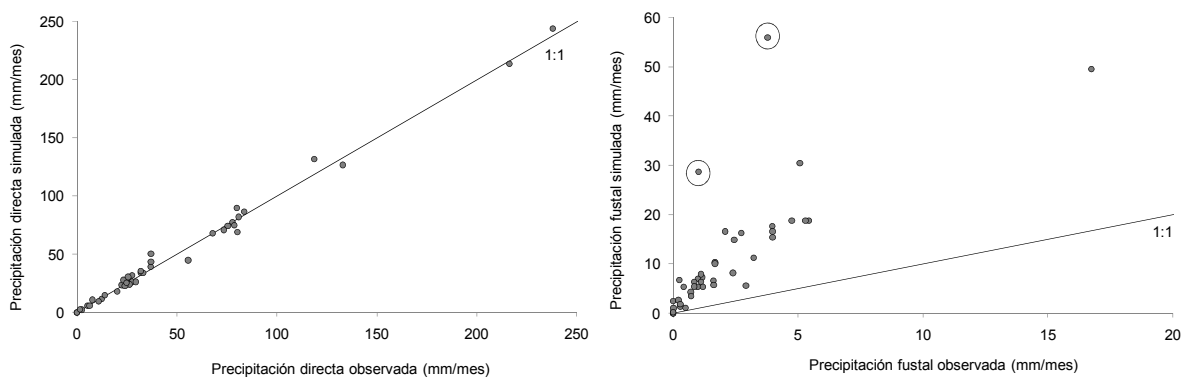 Precipitación directa simulada (mm/mes)
250
200
150
100
50
0
0 50 100 150 200 250
1:1
Precipitación directa observada (mm/mes)
Precipitación fustal simulada (mm/mes)
60
50
40
30
20
10
0
0 5 10 15 20
1:1
Precipitación fustal observada (mm/mes)